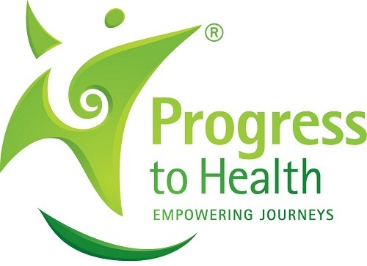 ®
Progress
to Health
EMPOWERING JOURNEYS